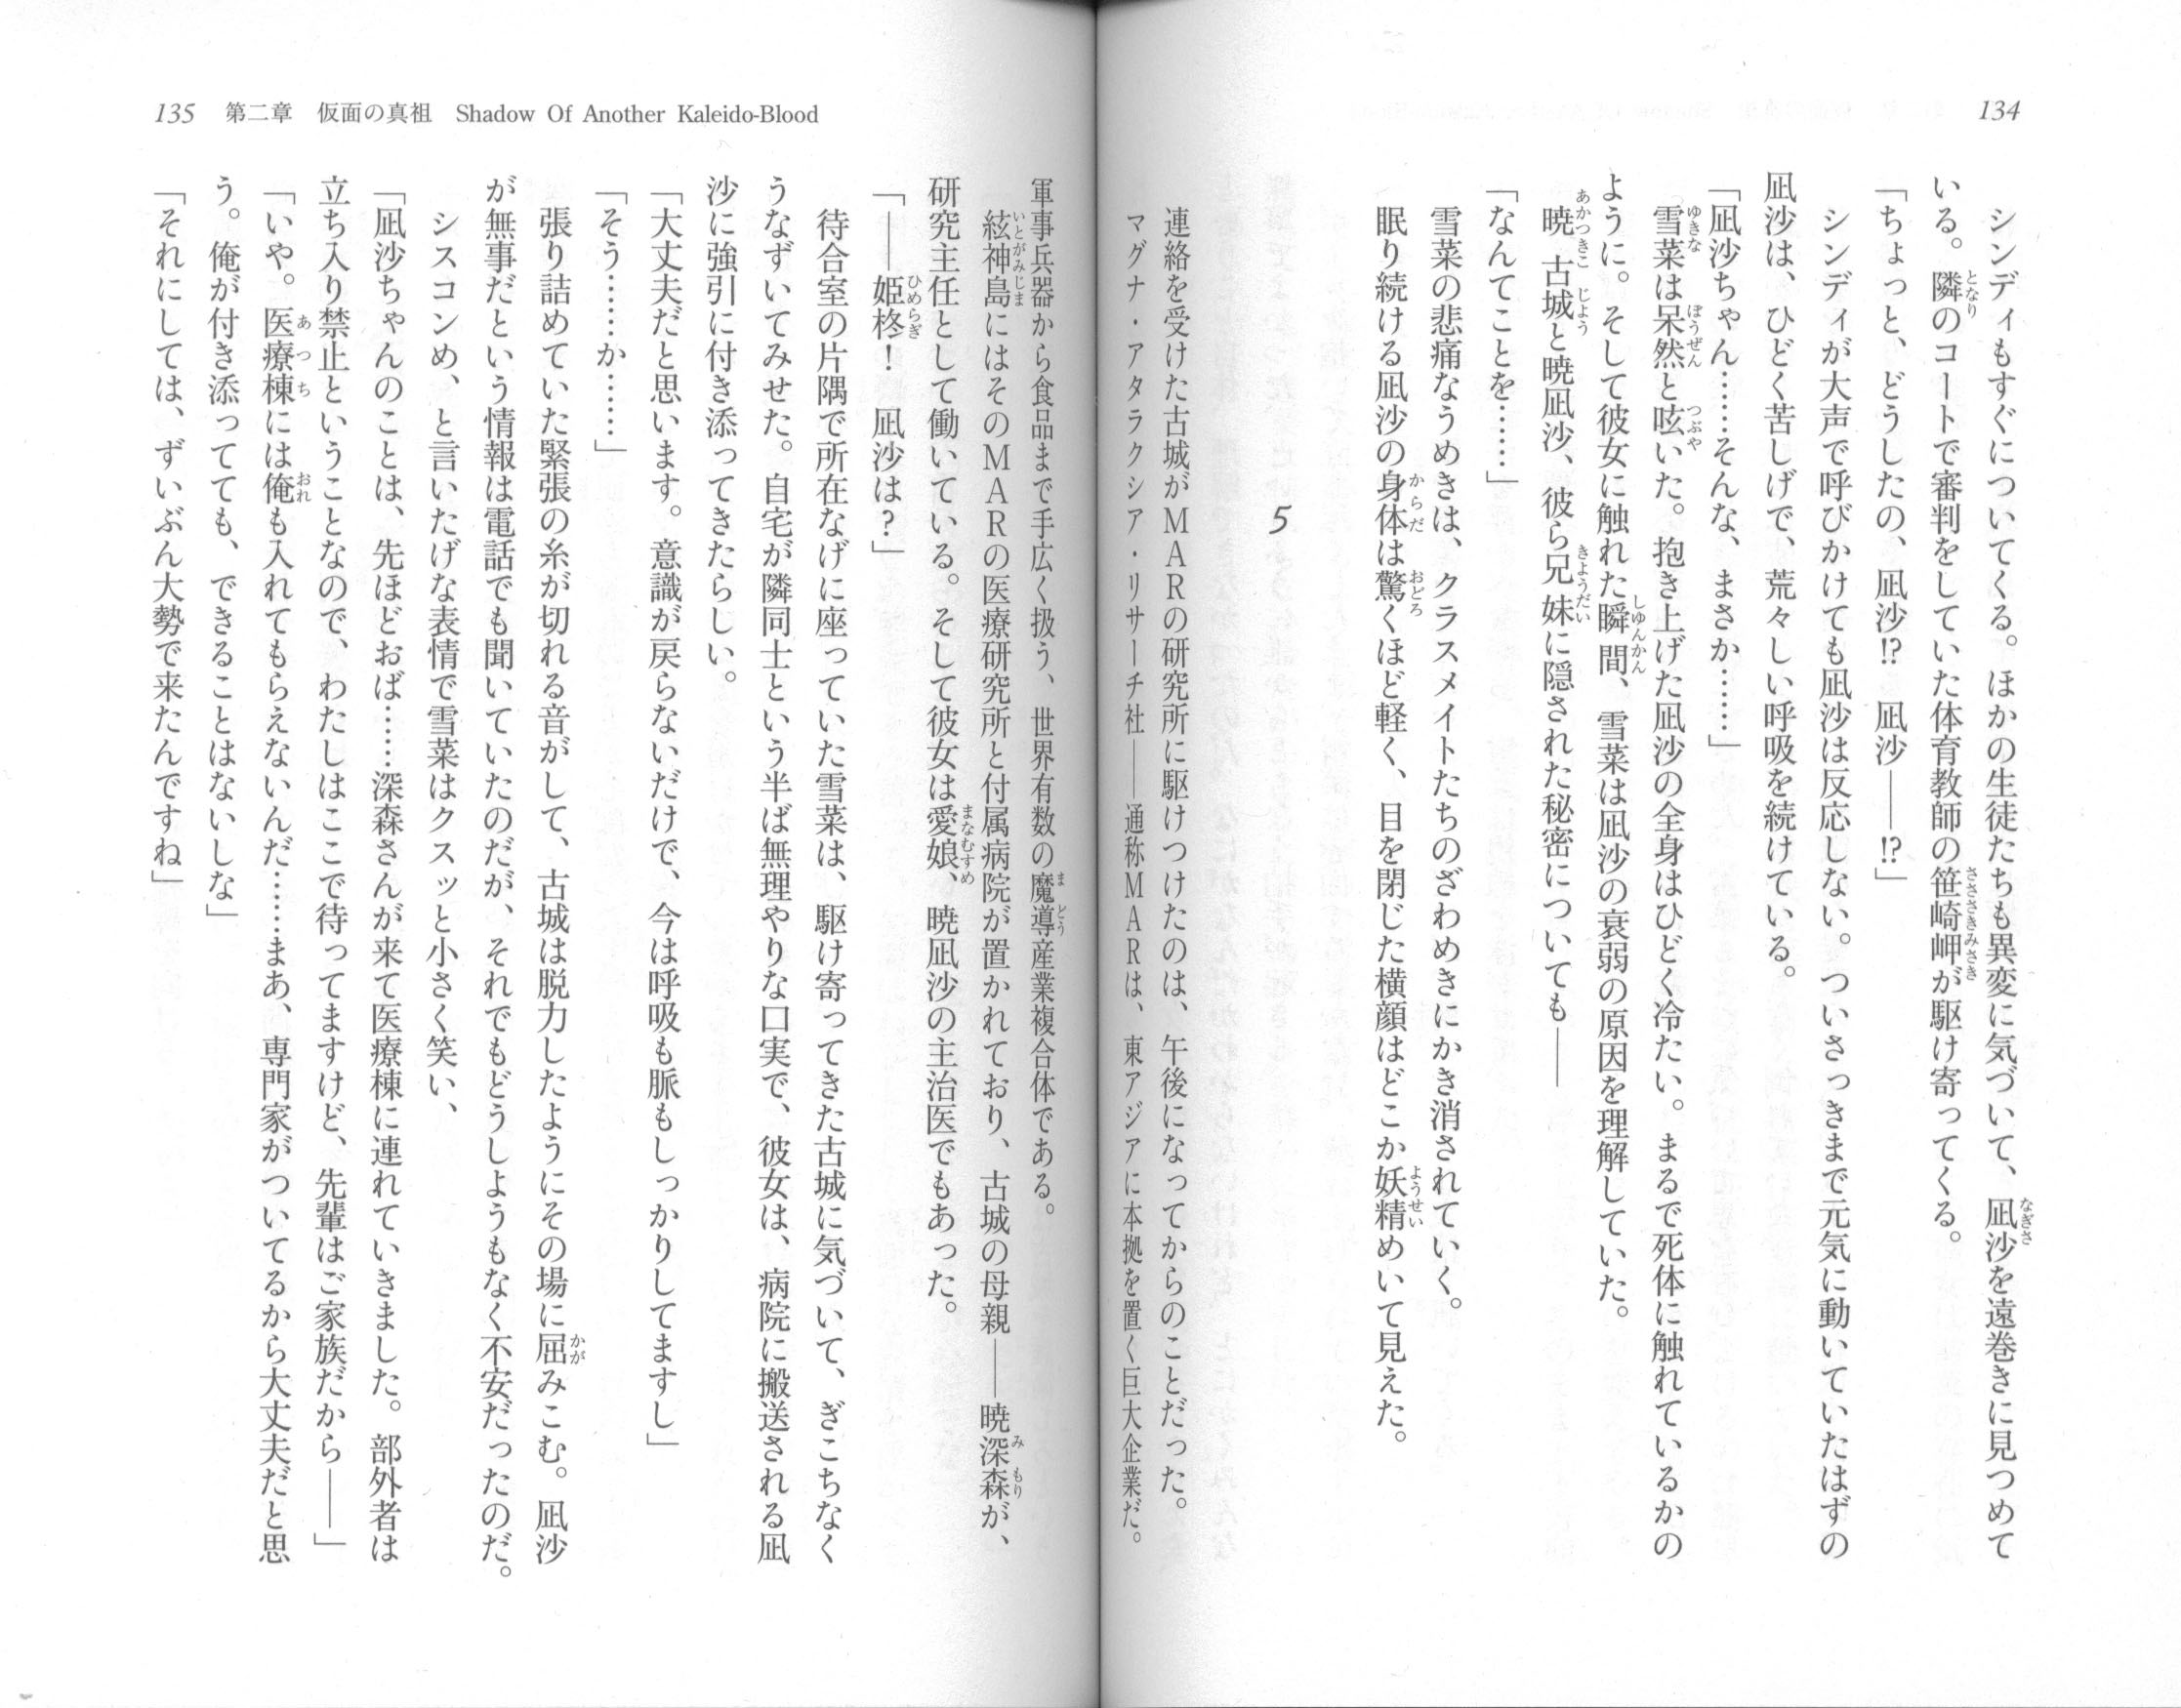 134
シンディもすぐについてくる。ほかの生徒たちも異変に気づいて、凪沙を遠巻きに見つめて
いる。隣のコートで審判をしていた体育教師の笹崎岬が駆け寄ってくる。
「ちょっと、どうしたの、凪沙!? 凪沙――!?」
シンディが大声で呼びかけても凪沙は反応しない。ついさっきまで元気に動いていたはずの
凪沙は、ひどく苦しげで、荒々しい呼吸を続けている。
「凪沙ちゃん……そんな、まさか……」
雪菜は呆然と呟いた。抱き上げた凪沙の全身はひどく冷たい。まるで死体に触れているかの
ように。そして彼女に触れた瞬間、雪菜は凪沙の衰弱の原因を理解していた。
暁古城と暁凪沙、彼ら兄妹に隠された秘密についても――
「なんてことを……」
雪菜の悲痛なうめきは、クラスメイトたちのざわめきにかき消されていく。
眠り続ける凪沙の身体は驚くほど軽く、目を閉じた横顔はどこか妖精めいて見えた。
5
連絡を受けた古城がMARの研究所に駆けつけたのは、午後になってからのことだった。
マグナ・アタラクシア・リサーチ社――通称MARは、東アジアに本拠を置く巨大企業だ。
135 第二章 仮面の真祖 Shadow Of Another Kaleido-Blood
軍事兵器から食品まで手広く扱う、世界有数の魔導産業複合体である。
絃神島にはそのMARの医療研究所と付属病院が置かれており、古城の母親――暁深森が、
研究主任として働いている。そして彼女は愛娘、暁凪沙の主治医でもあった。
「――姫柊！ 凪沙は？」
待合室の片隅で所在なげに座っていた雪菜は、駆け寄ってきた古城に気づいて、ぎこちなく
うなずいてみせた。自宅が隣同士という半ば無理やりな口実で、彼女は、病院に搬送される凪
沙に強引に付き添ってきたらしい。
「大丈夫だと思います。意識が戻らないだけで、今は呼吸も脈もしっかりしてますし」
「そう……か……」
張り詰めていた緊張の糸が切れる音がして、古城は脱力したようにその場に屈みこむ。凪沙
が無事だという情報は電話でも聞いていたのだが、それでもどうしようもなく不安だったのだ。
シスコンめ、と言いたげな表情で雪菜はクスッと小さく笑い、
「凪沙ちゃんのことは、先ほどおば……深森さんが来て医療棟に連れていきました。部外者は
立ち入り禁止ということなので、わたしはここで待ってますけど、先輩はご家族だから――」
「いや。医療棟には俺も入れてもらえないんだ……まあ、専門家がついてるから大丈夫だと思
う。俺が付き添ってても、できることはないしな」
「それにしては、ずいぶん大勢で来たんですね」